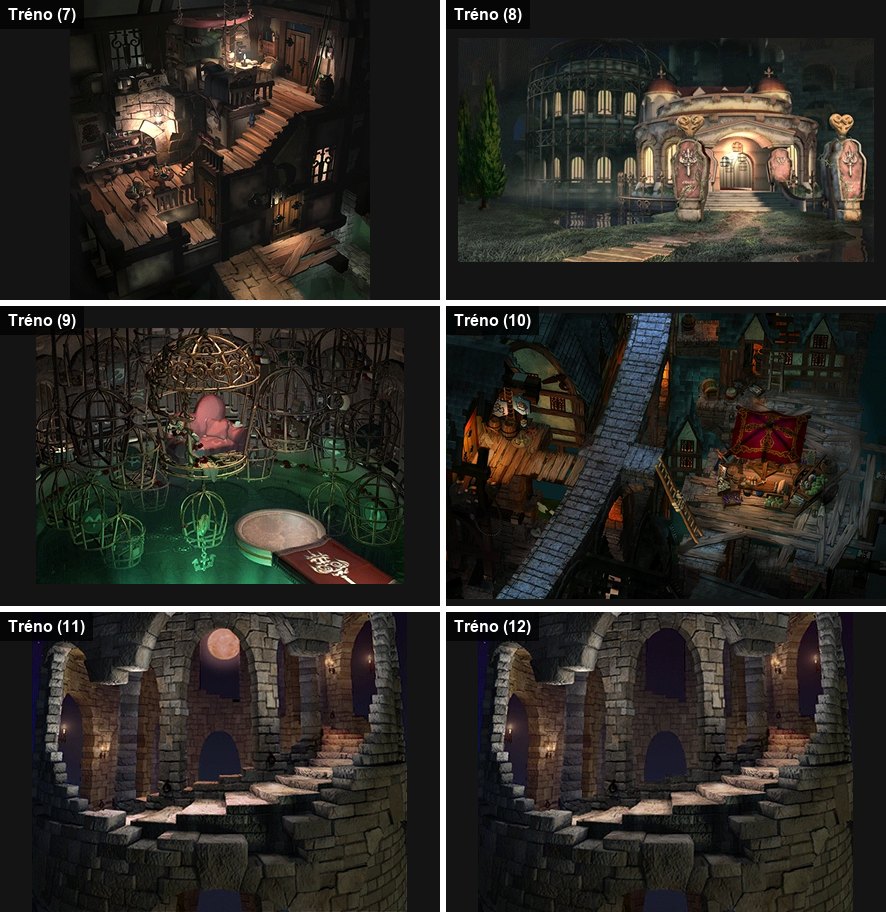 Tréno (7)
Tréno (8)
Tréno (9)
Tréno (10)
Tréno (11)
Tréno (12)